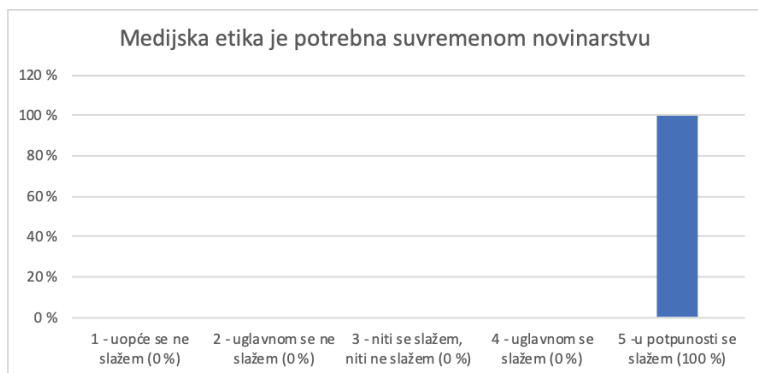 Medijska etika je potrebna suvremenom novinarstvu
120 %
100 %
80 %
60 %
40 %
20 %
0 %
1 - uopće se ne slažem (0 %)
2 - uglavnom se ne slažem (0 %)
3 - niti se slažem, niti ne slažem (0 %)
4 - uglavnom se slažem (0 %)
5 -u potpunosti se slažem (100 %)